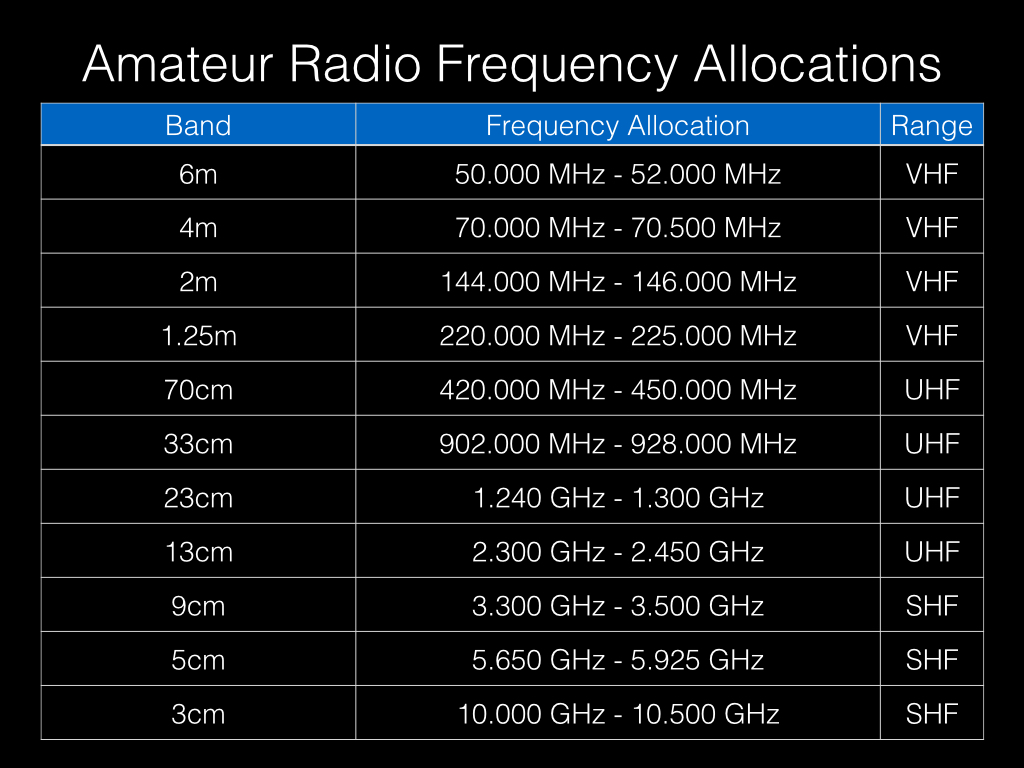 Amateur Radio Frequency Allocations
Band Frequency Allocation Range
6m 50.000 MHz - 52.000 MHz VHF
4m 70.000 MHz - 70.500 MHz VHF
2m 144.000 MHz - 146.000 MHz VHF
1.25m 220.000 MHz - 225.000 MHz VHF
70cm 420.000 MHz - 450.000 MHz UHF
33cm 902.000 MHz - 928.000 MHz UHF
23cm 1.240 GHz - 1.300 GHz UHF
13cm 2.300 GHz - 2.450 GHz UHF
9cm 3.300 GHz - 3.500 GHz SHF
5cm 5.650 GHz - 5.925 GHz SHF
3cm 10.000 GHz - 10.500 GHz SHF